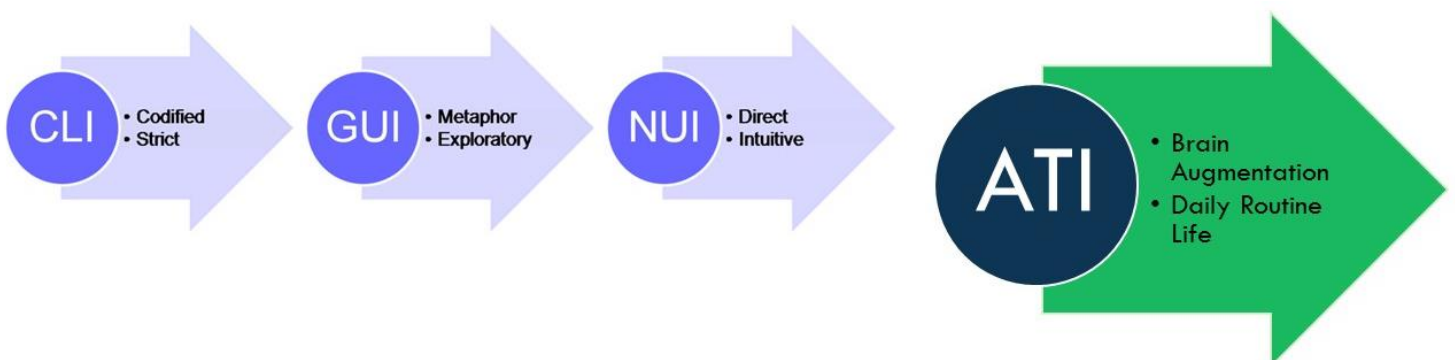 CLI
• Codified
• Strict
GUI
• Metaphor
• Exploratory
NUI
• Direct
• Intuitive
ATI
• Brain
Augmentation
• Daily Routine
Life